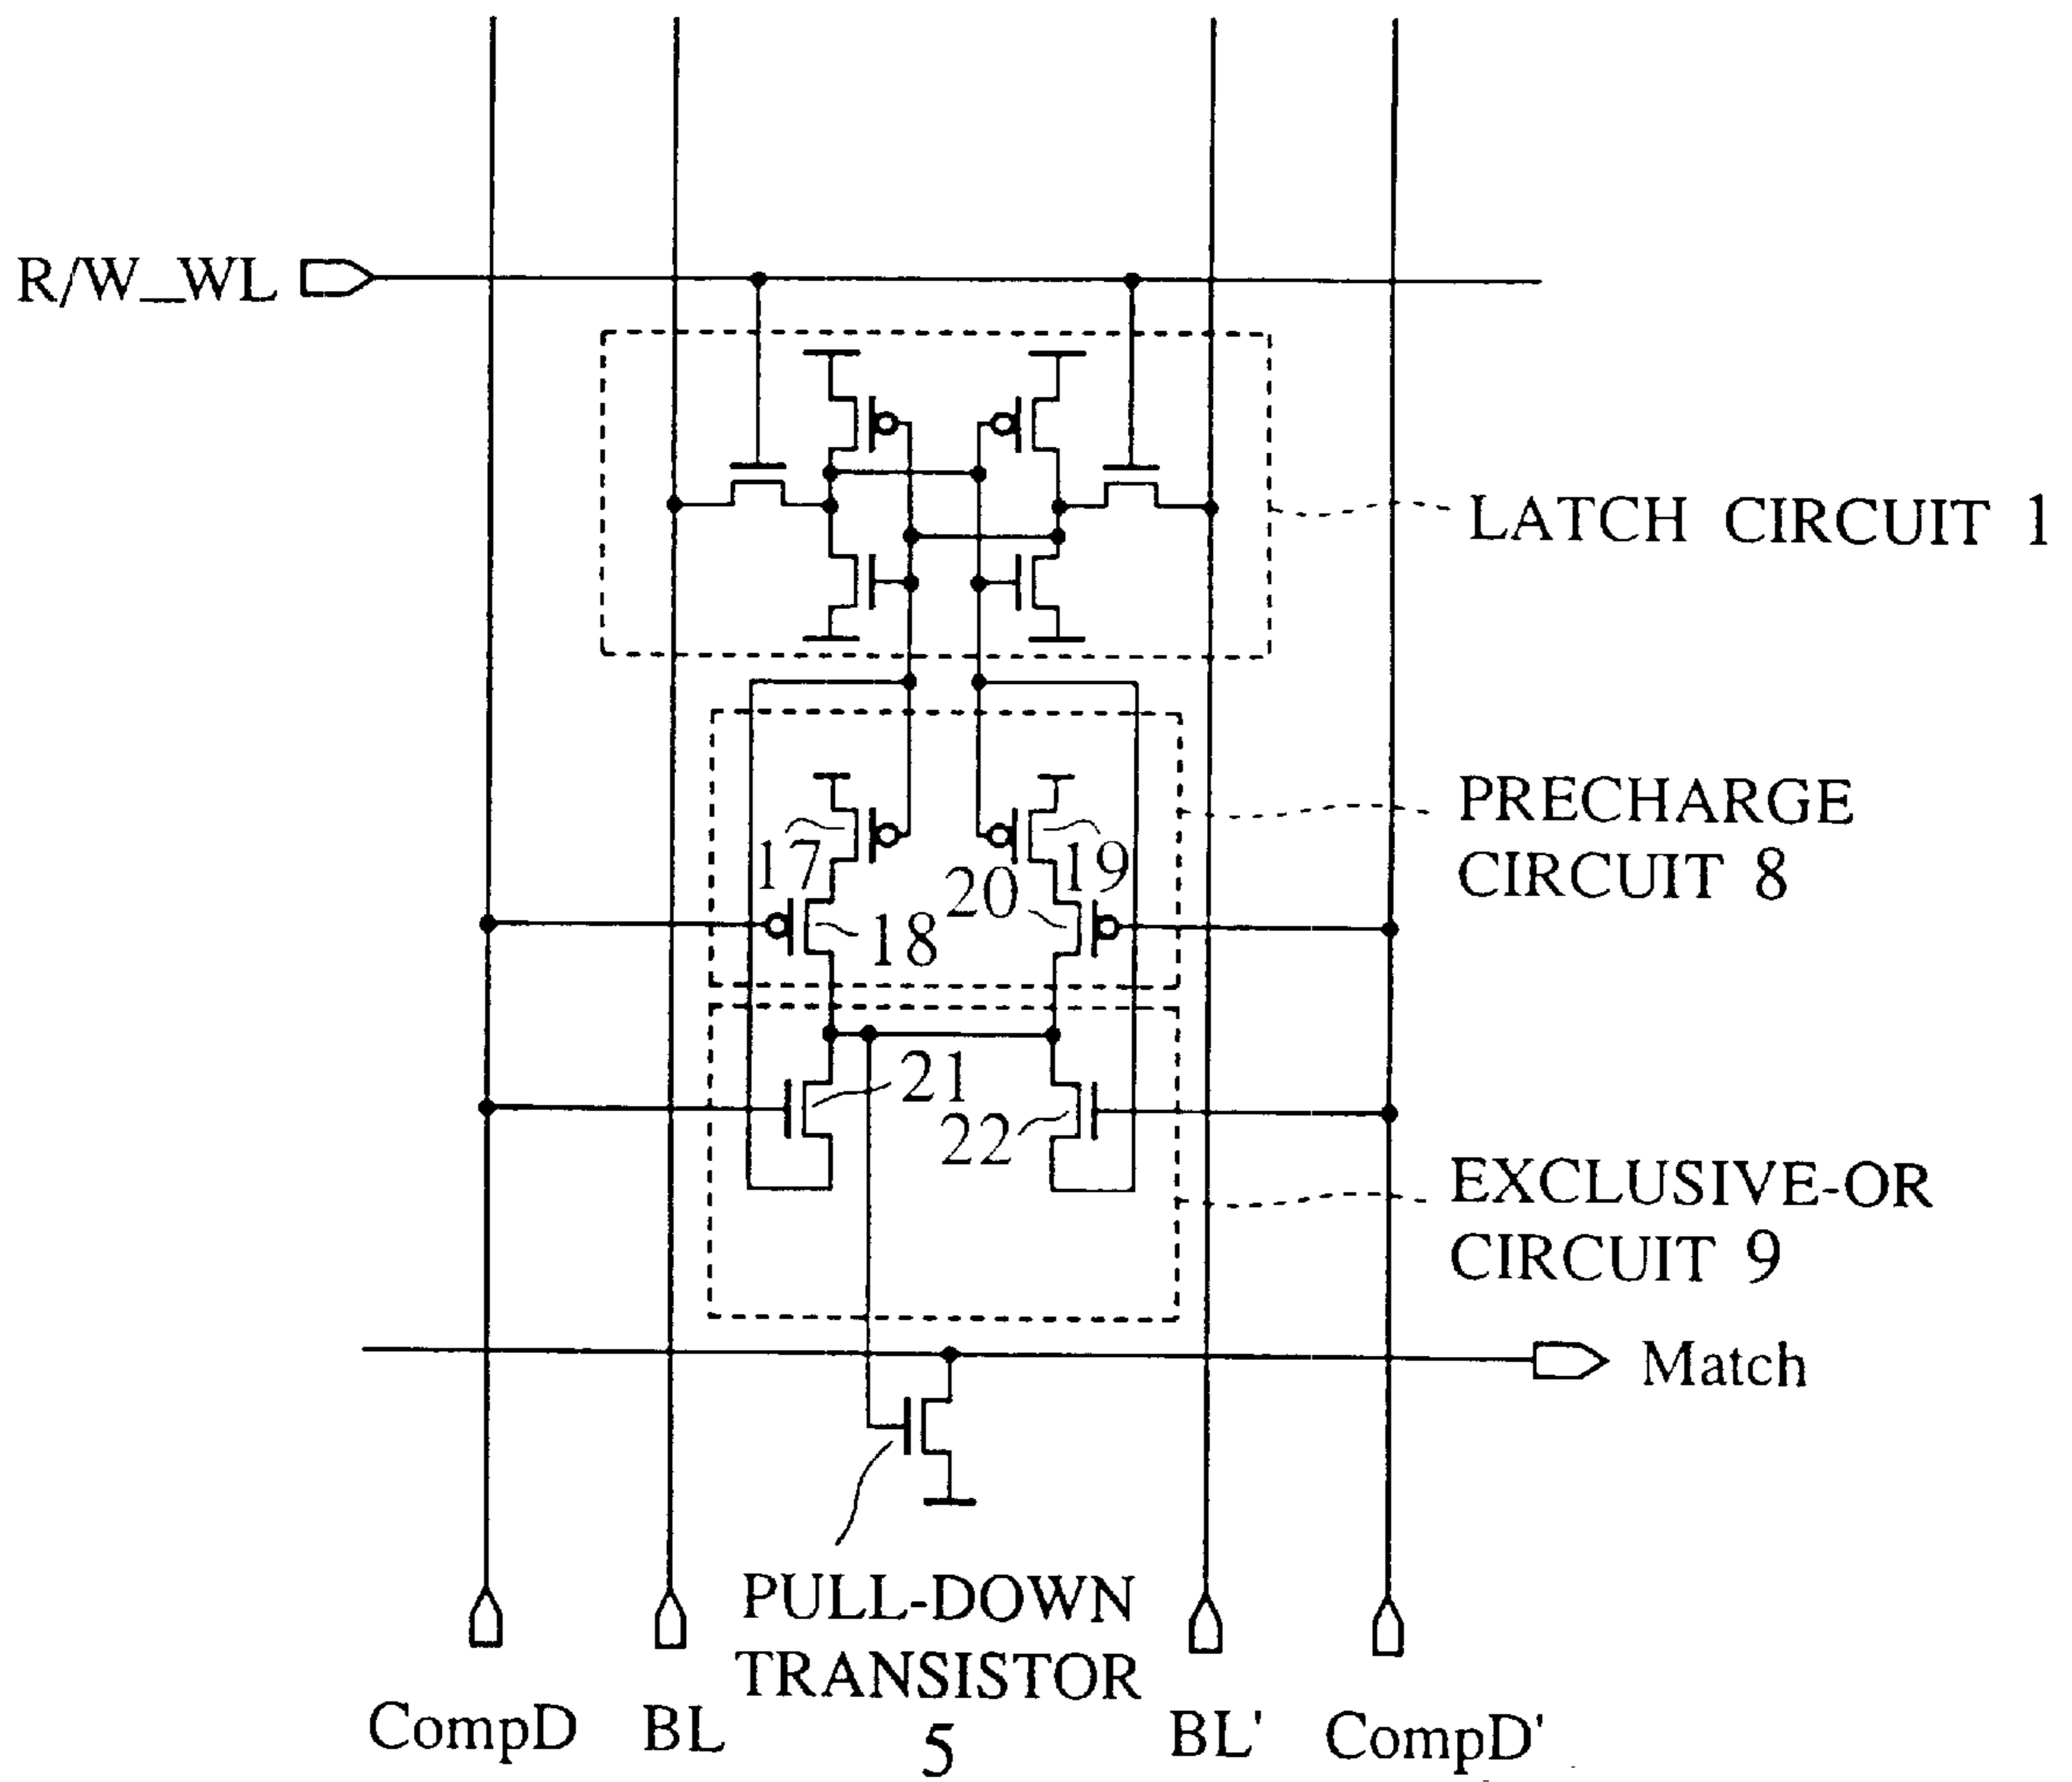 R/W_WL
LATCH CIRCUIT 1
PRECHARGE
CIRCUIT 8
17
19
20
18
21
22
EXCLUSIVE-OR
CIRCUIT 9
Match
PULL-DOWN
TRANSISTOR
5
CompD
BL
BL'
CompD'